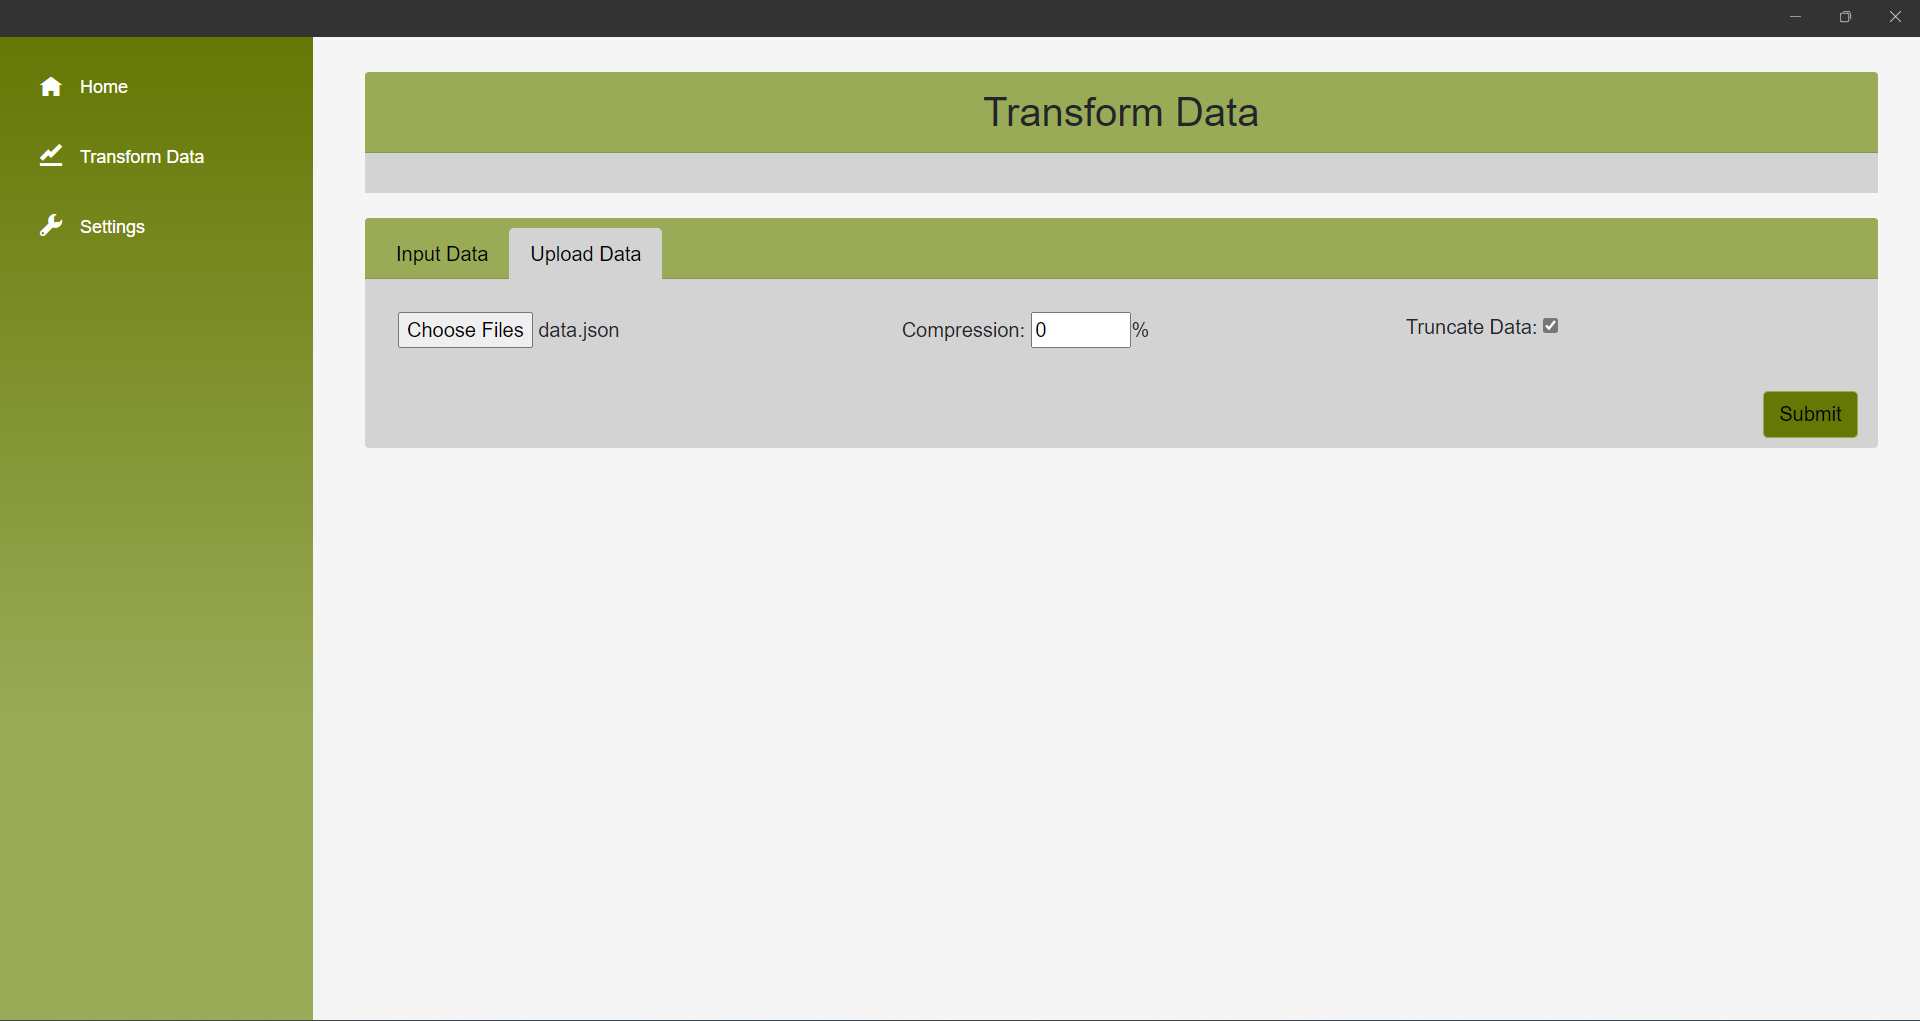 Home
Transform Data
Settings
Transform Data
Input Data
Upload Data
Choose Files data.json
Compression: 0 %
Truncate Data:
Submit